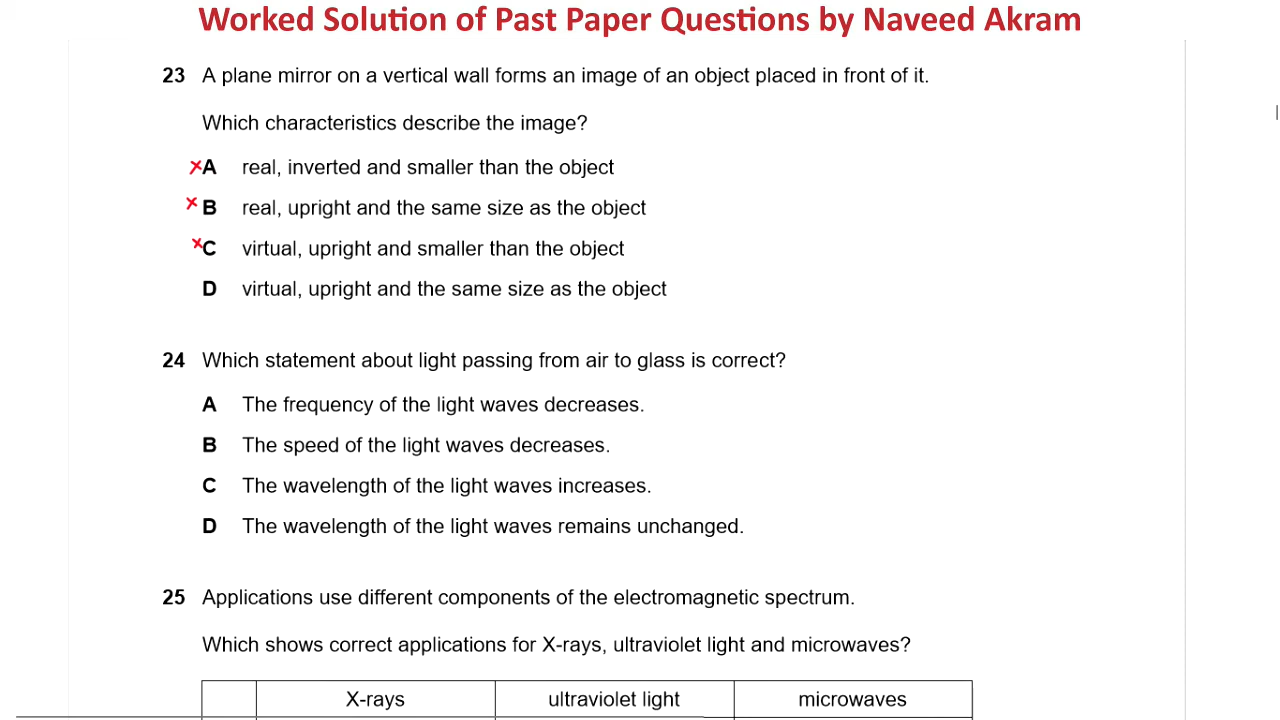 Worked Solution of Past Paper Questions by Naveed Akram
23 A plane mirror on a vertical wall forms an image of an object placed in front of it.
Which characteristics describe the image?
A real, inverted and smaller than the object
B real, upright and the same size as the object
C virtual, upright and smaller than the object
D virtual, upright and the same size as the object
24 Which statement about light passing from air to glass is correct?
A The frequency of the light waves decreases.
B The speed of the light waves decreases.
C The wavelength of the light waves increases.
D The wavelength of the light waves remains unchanged.
25 Applications use different components of the electromagnetic spectrum.
Which shows correct applications for X-rays, ultraviolet light and microwaves?
X-rays ultraviolet light microwaves